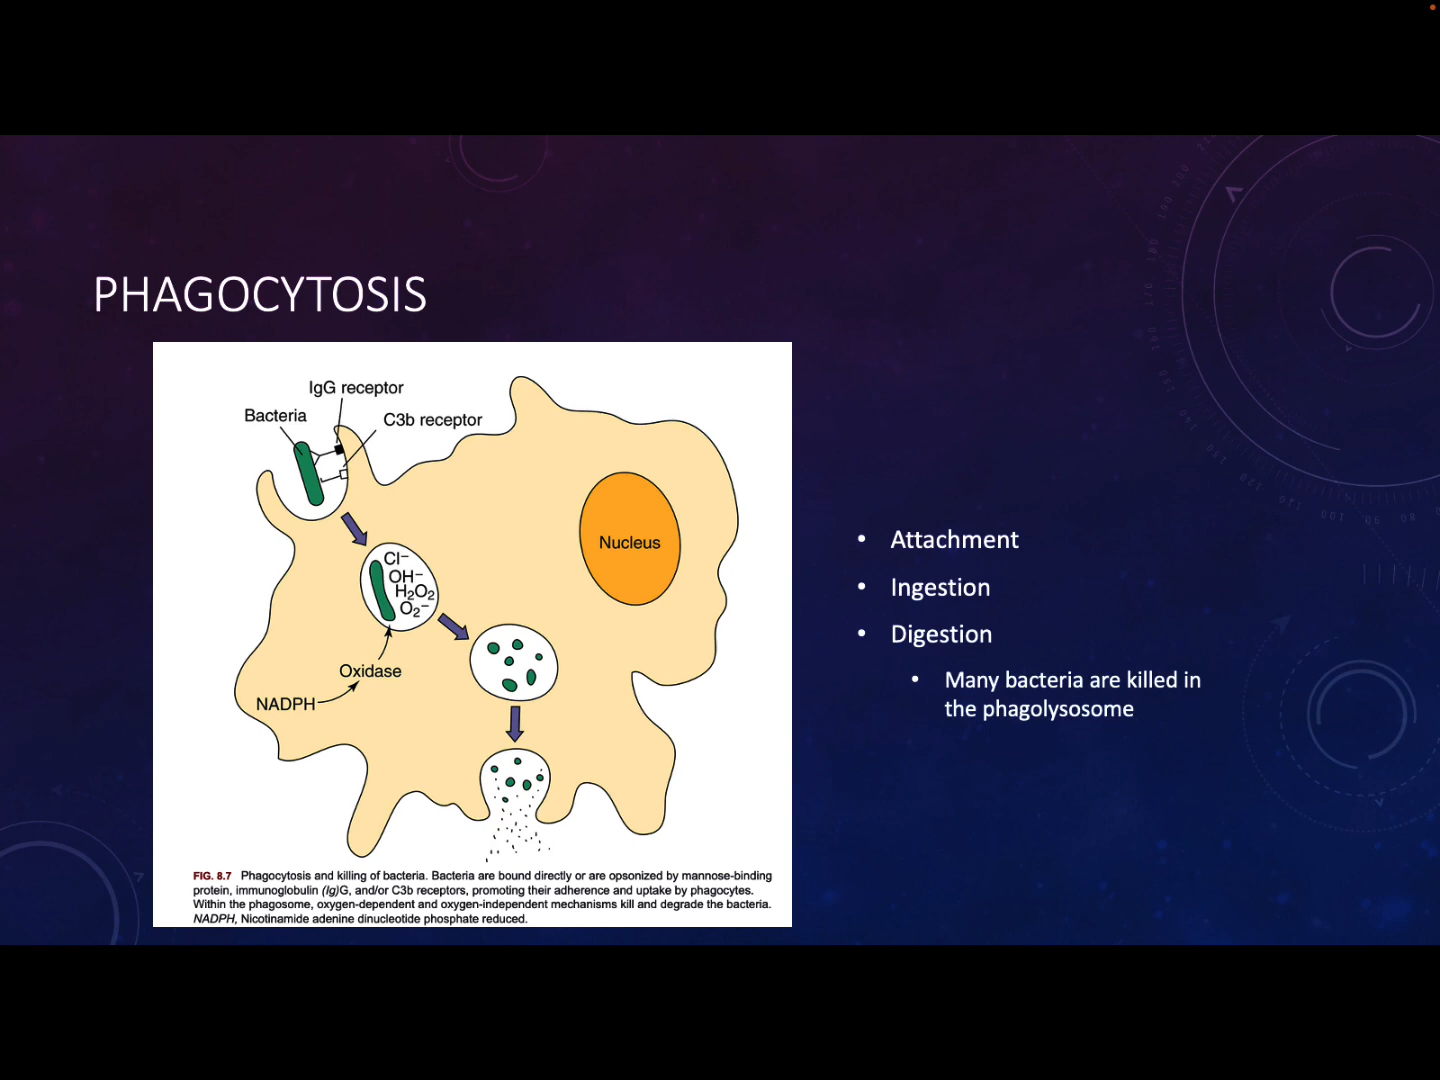 PHAGOCYTOSIS
IgG receptor
Bacteria
C3b receptor
Cl−
OH−
H₂O₂
O₂−
Nucleus
Oxidase
NADPH
FIG. 8.7 Phagocytosis and killing of bacteria. Bacteria are bound directly or are opsonized by mannose-binding
protein, immunoglobulin (Ig)G, and/or C3b receptors, promoting their adherence and uptake by phagocytes.
Within the phagosome, oxygen-dependent and oxygen-independent mechanisms kill and degrade the bacteria.
NADPH, Nicotinamide adenine dinucleotide phosphate reduced.
• Attachment
• Ingestion
• Digestion
• Many bacteria are killed in
the phagolysosome